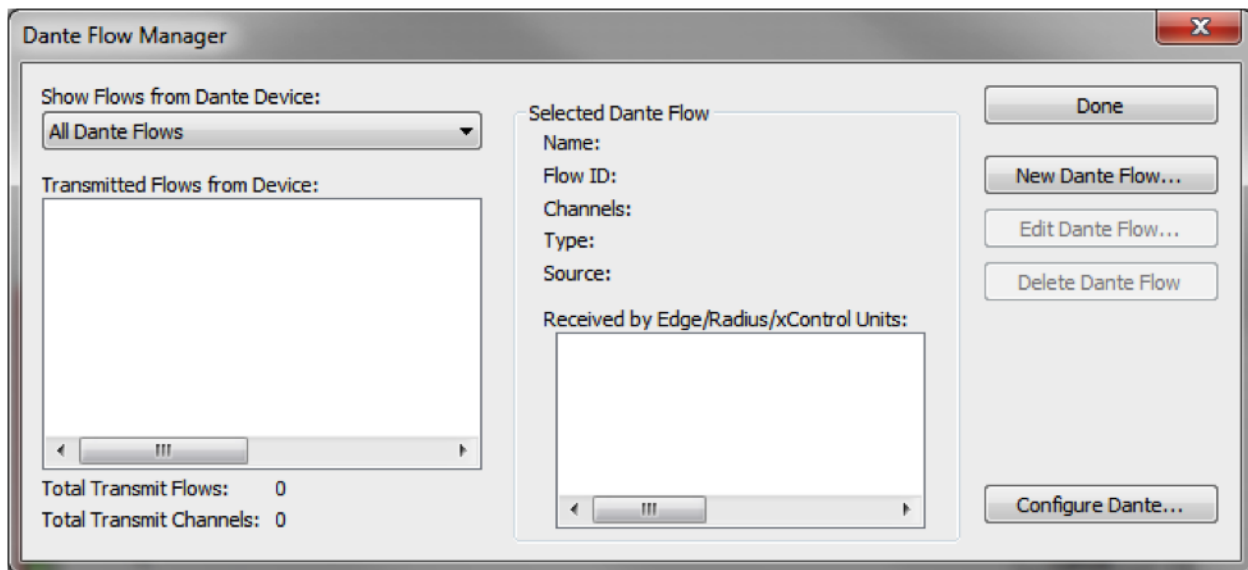 Dante Flow Manager
Show Flows from Dante Device:
All Dante Flows
Transmitted Flows from Device:
Total Transmit Flows: 0
Total Transmit Channels: 0
Selected Dante Flow
Name:
Flow ID:
Channels:
Type:
Source:
Received by Edge/Radius/xControl Units:
Done
New Dante Flow...
Edit Dante Flow...
Delete Dante Flow
Configure Dante...